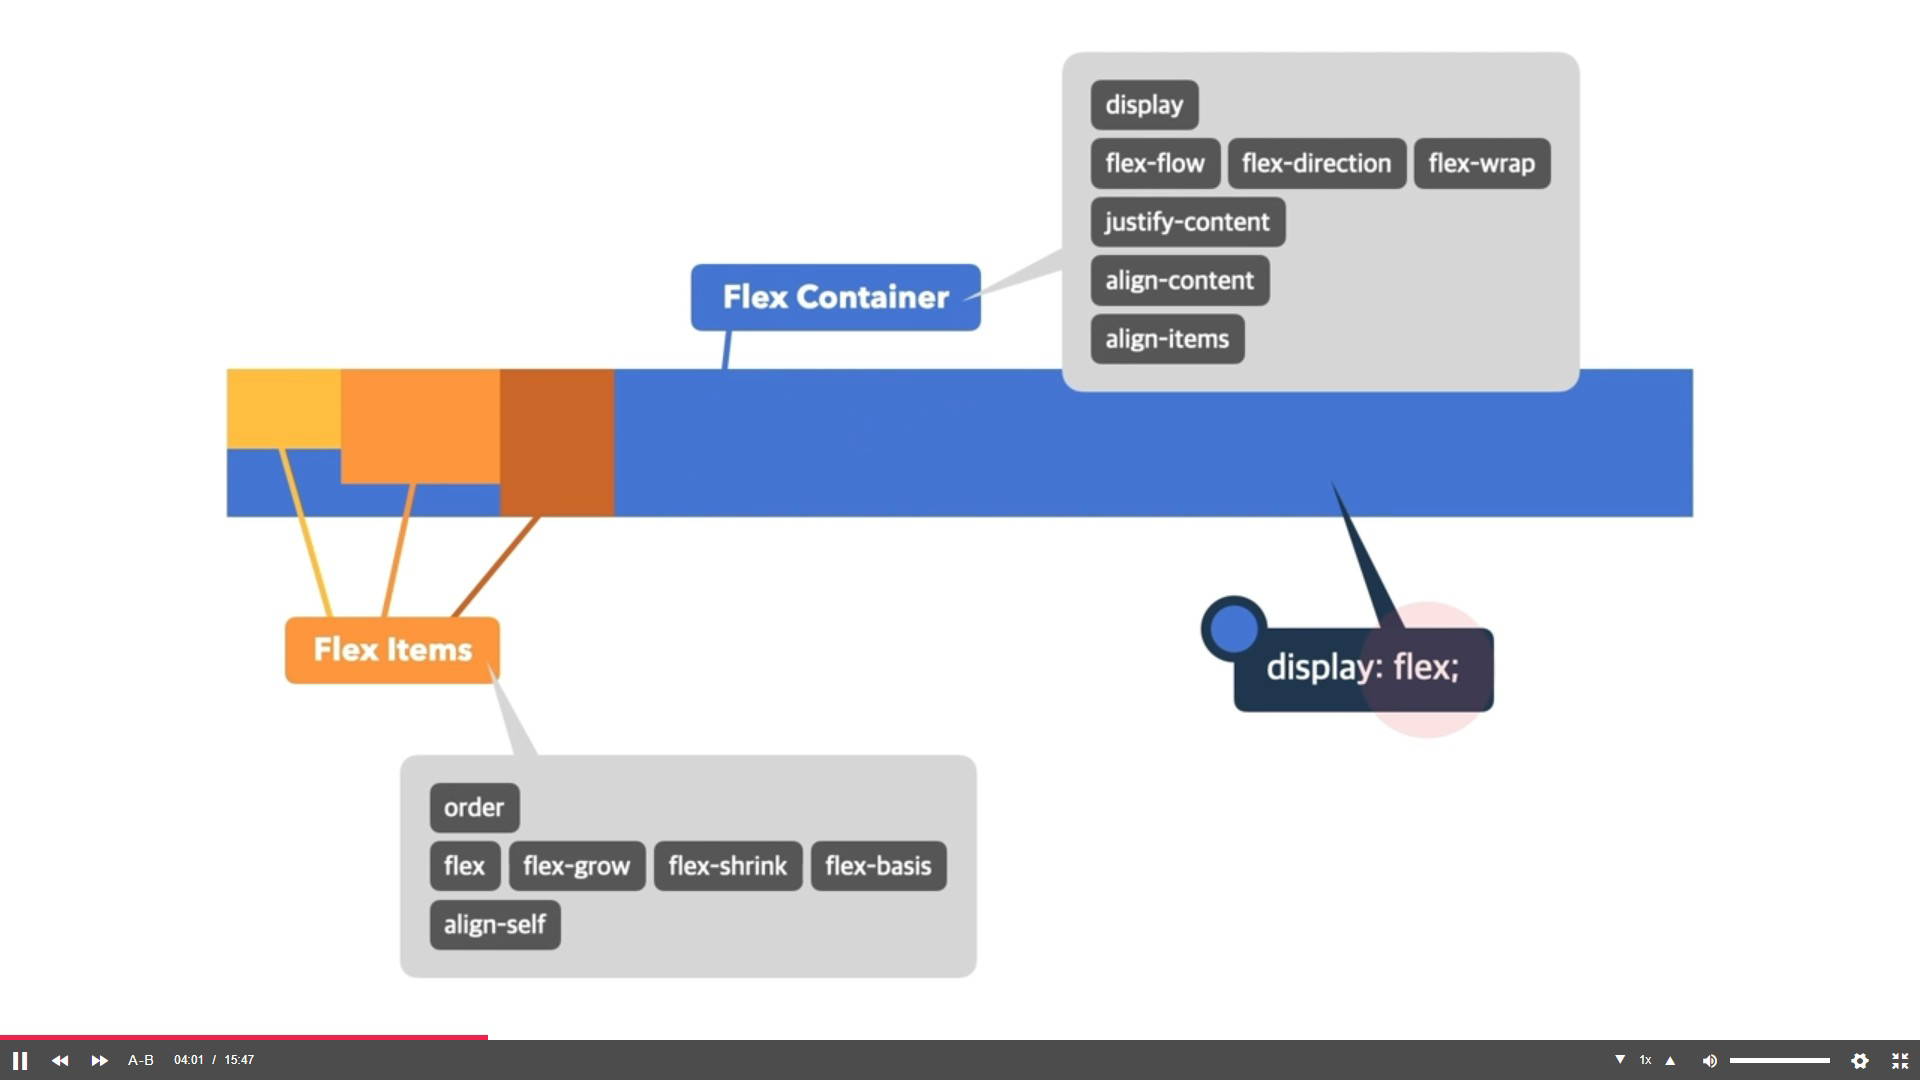 display
flex-flow flex-direction flex-wrap
justify-content
align-content
align-items
Flex Container
Flex Items
display: flex;
order
flex flex-grow flex-shrink flex-basis
align-self
A-B 04:01 / 15:47 1x